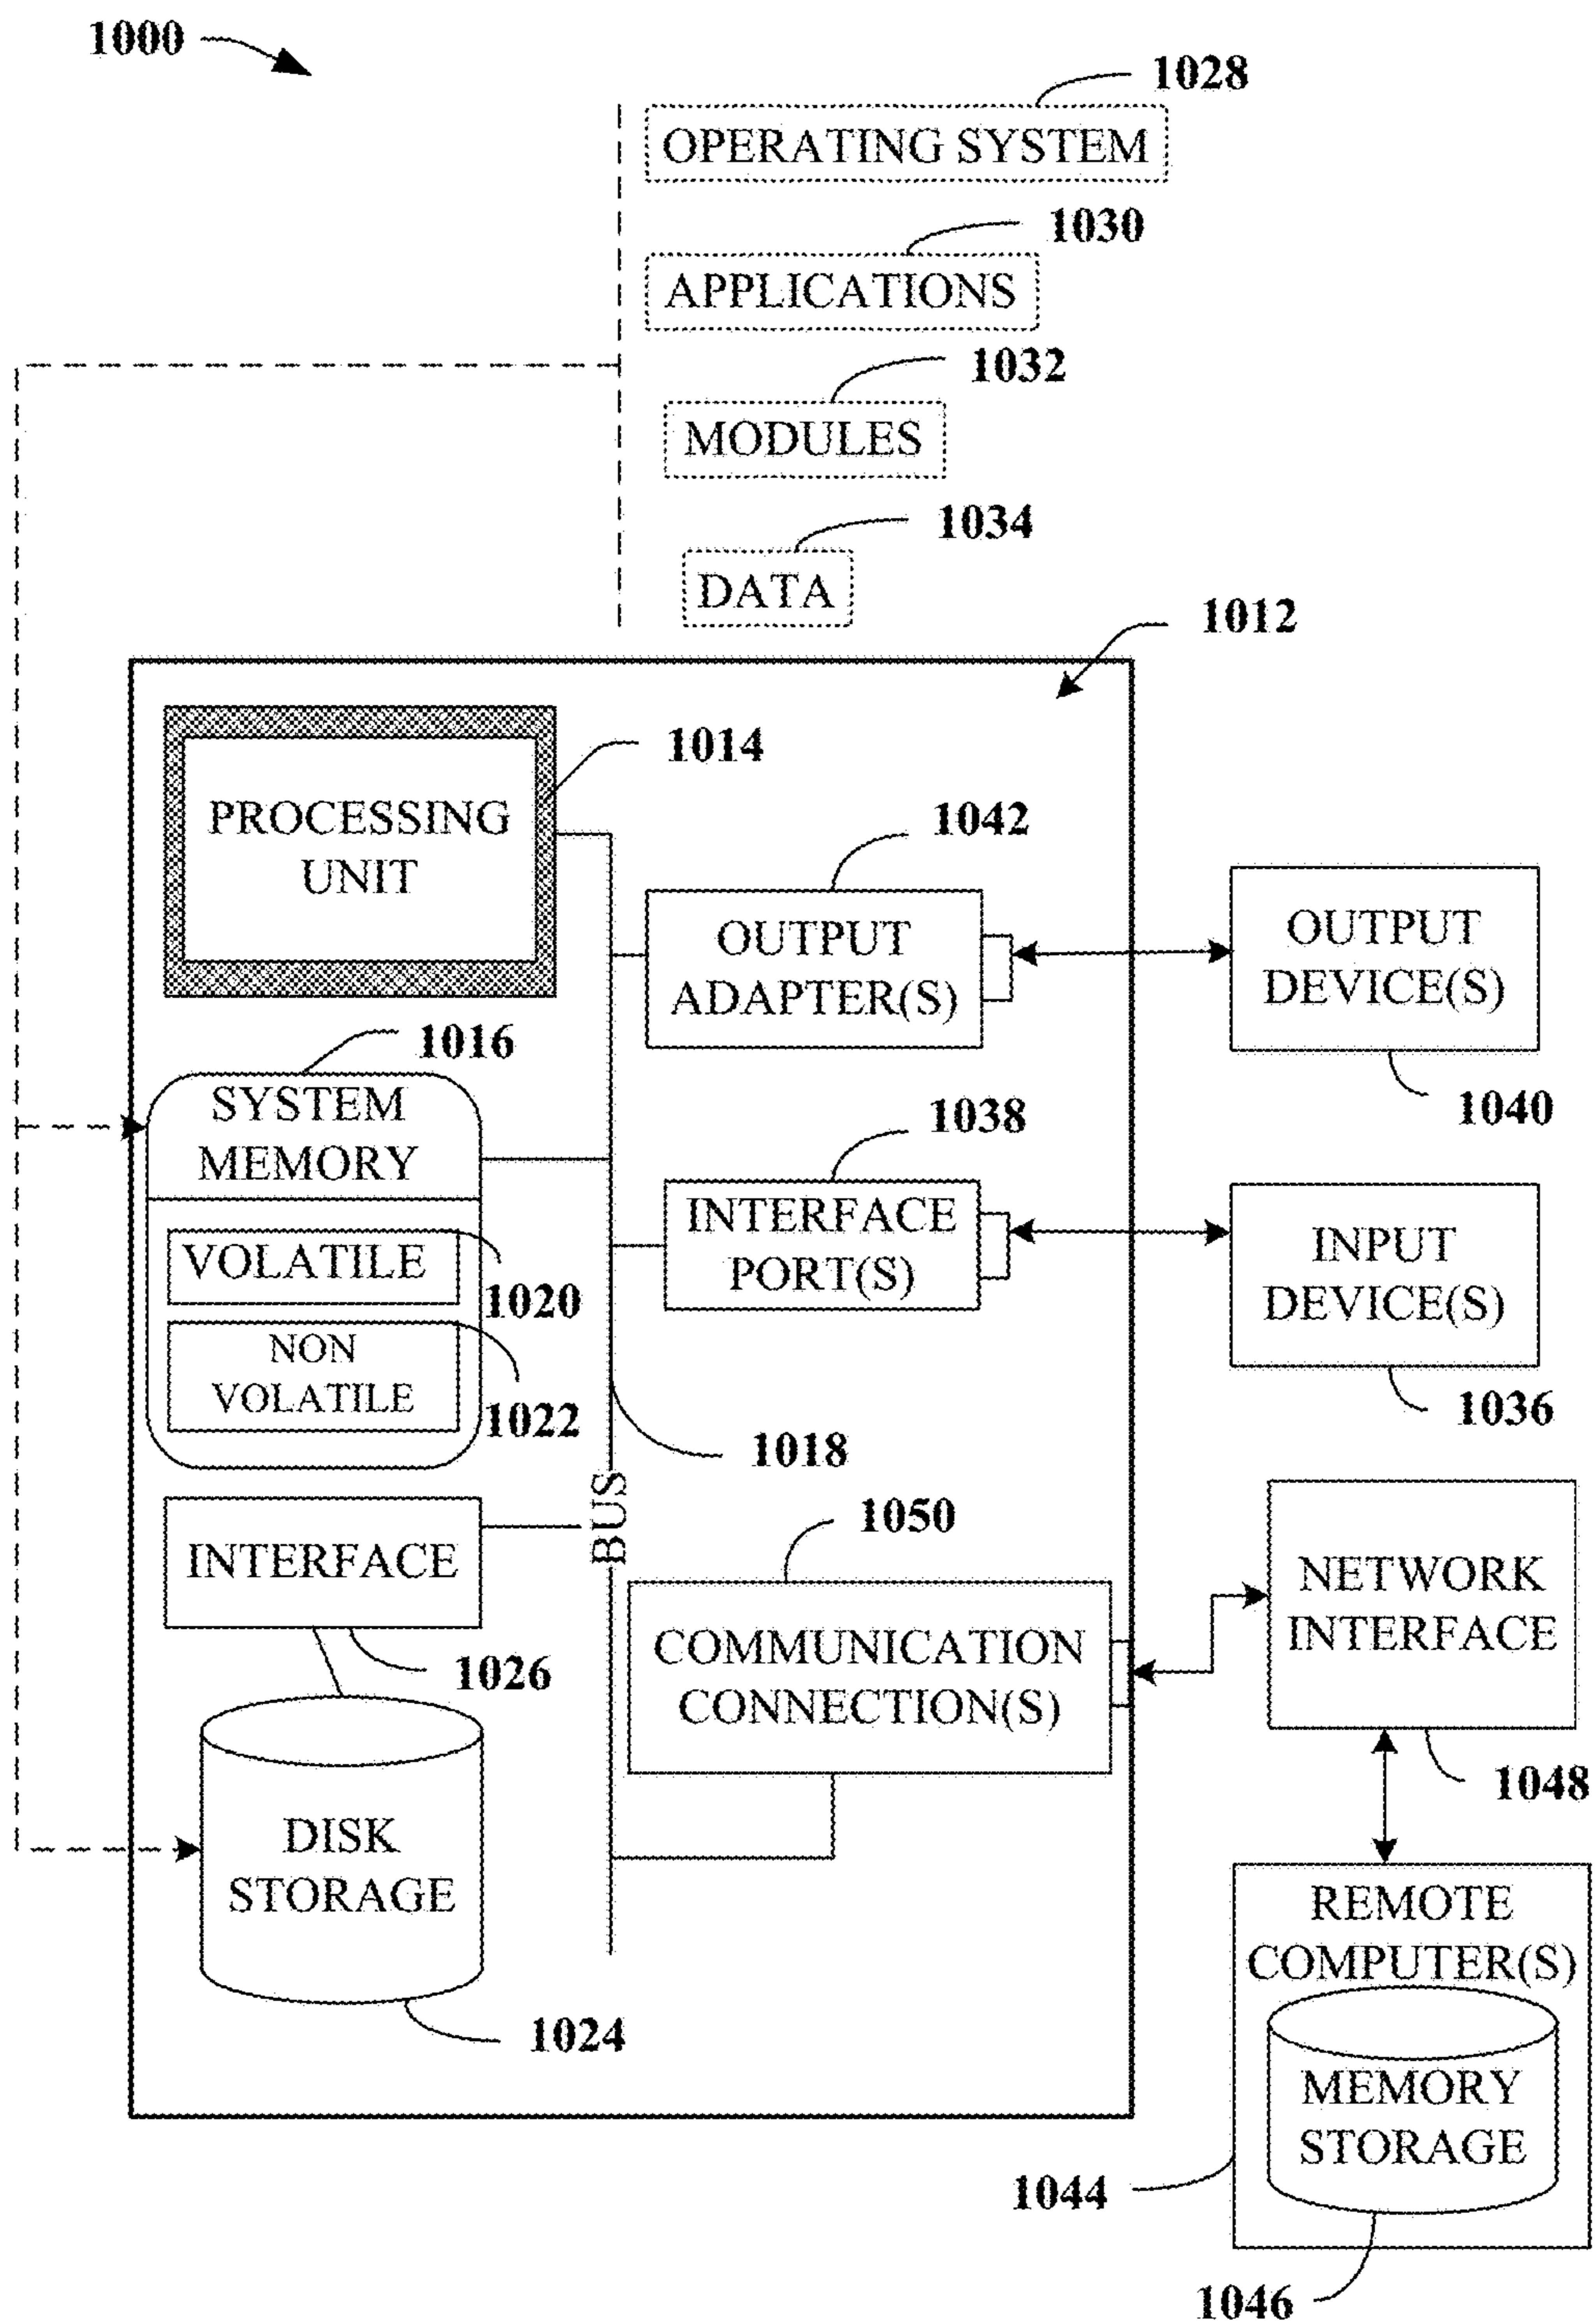 1000
1028
OPERATING SYSTEM
1030
APPLICATIONS
1032
MODULES
1034
DATA
1012
1014
PROCESSING
UNIT
1042
OUTPUT
ADAPTER(S)
OUTPUT
DEVICE(S)
1040
1016
SYSTEM
MEMORY
VOLATILE
1020
NON
VOLATILE
1022
1038
INTERFACE
PORT(S)
INPUT
DEVICE(S)
1036
1018
BUS
INTERFACE
1026
1050
COMMUNICATION
CONNECTION(S)
NETWORK
INTERFACE
1048
DISK
STORAGE
1024
REMOTE
COMPUTER(S)
MEMORY
STORAGE
1044
1046